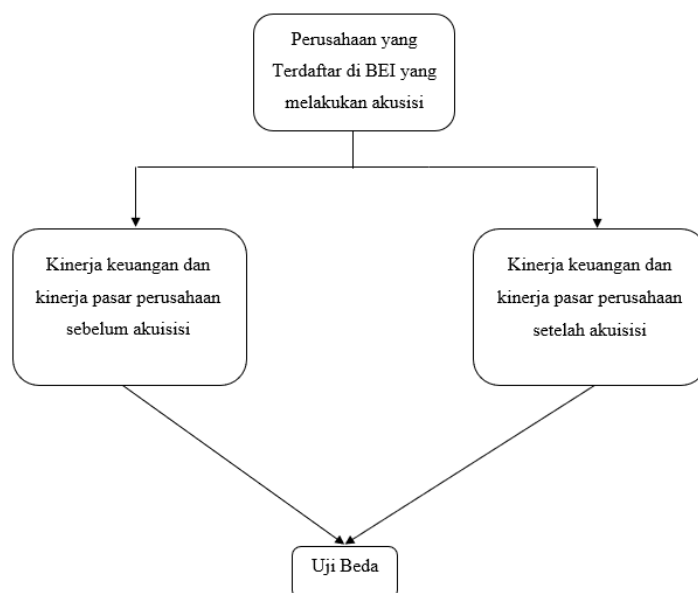 Perusahaan yang
Terdaftar di BEI yang
melakukan akusisi
Kinerja keuangan dan
kinerja pasar perusahaan
sebelum akuisisi
Kinerja keuangan dan
kinerja pasar perusahaan
setelah akuisisi
Uji Beda